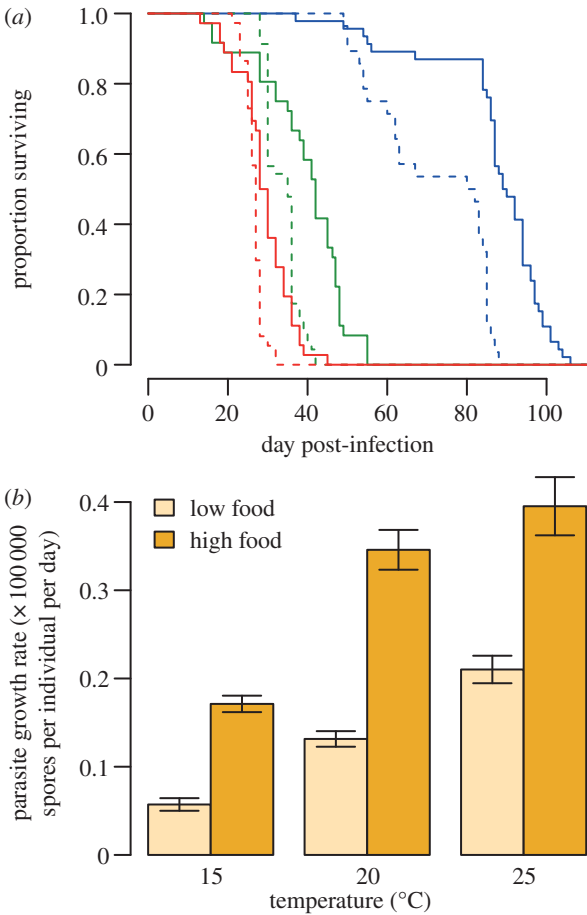 (a)
1.0
0.8
0.6
0.4
0.2
0
proportion surviving
0 20 40 60 80 100
day post-infection
(b)
low food
high food
0.4
0.3
0.2
0.1
0
parasite growth rate (× 100 000
spores per individual per day)
15 20 25
temperature (°C)